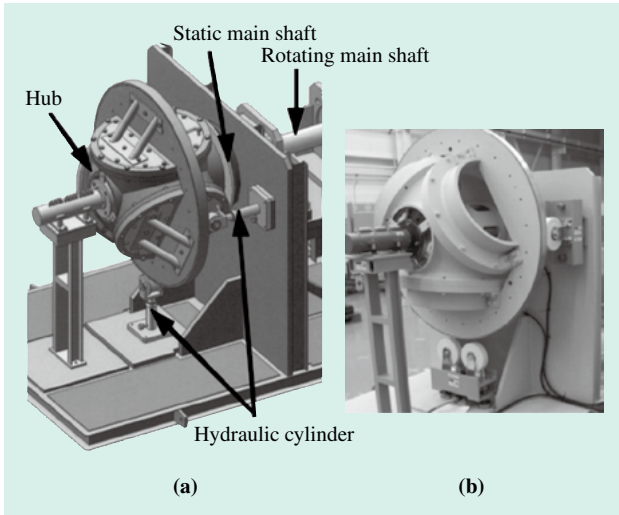 Static main shaft
Rotating main shaft
Hub
Hydraulic cylinder
(a)
(b)